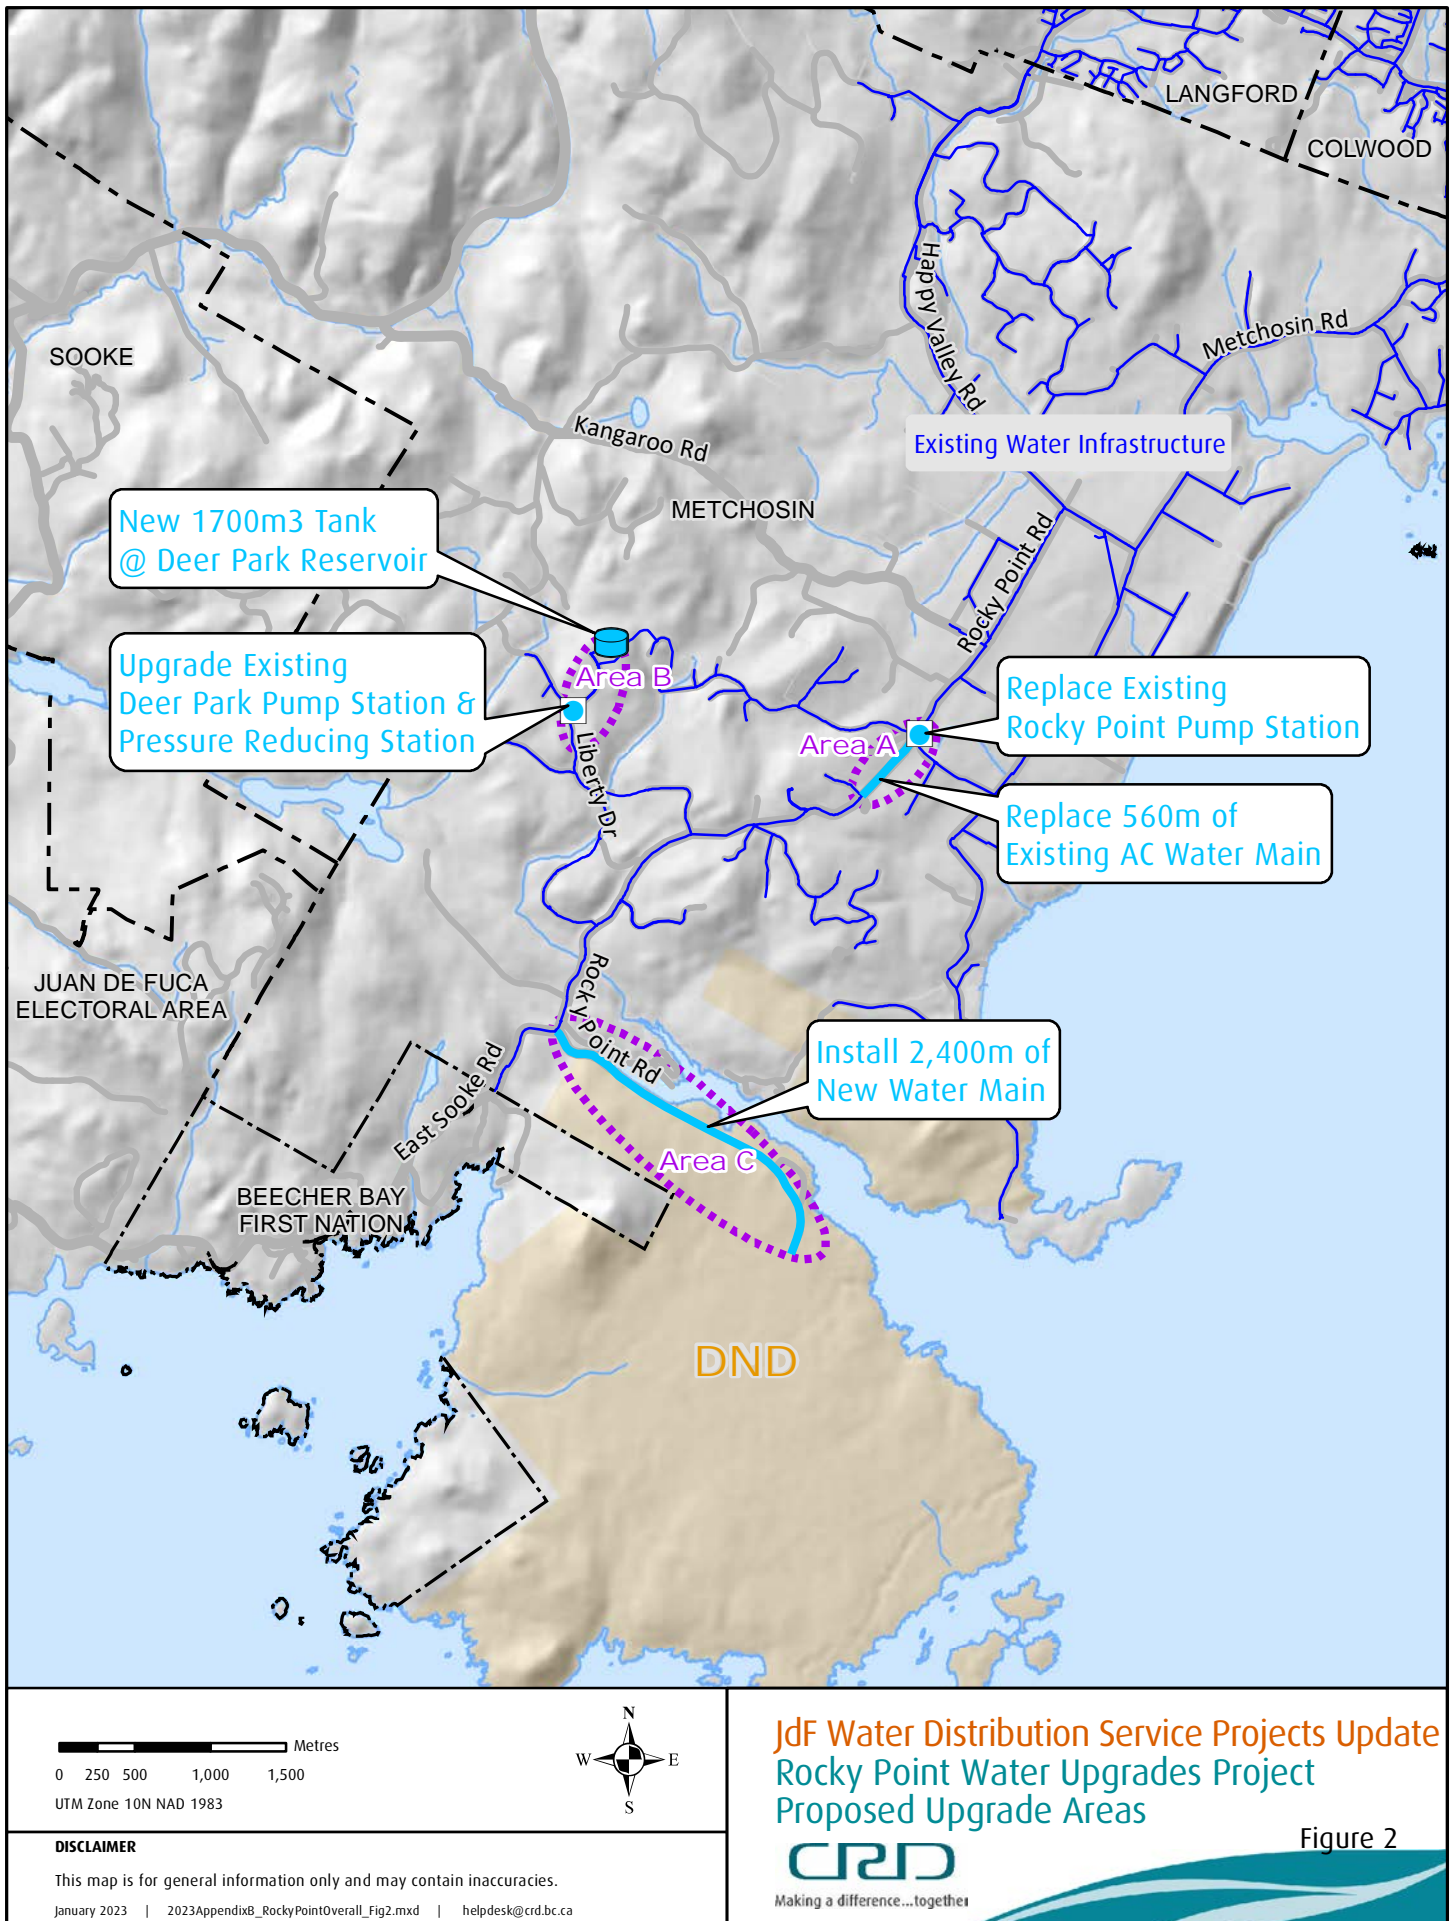 LANGFORD
COLWOOD
Happy Valley Rd
Metchosin Rd
SOOKE
Kangaroo Rd
Existing Water Infrastructure
METCHOSIN
New 1700m3 Tank
@ Deer Park Reservoir
Rocky Point Rd
Upgrade Existing
Deer Park Pump Station &
Pressure Reducing Station
Area B
Replace Existing
Rocky Point Pump Station
Area A
Liberty Dr
Replace 560m of
Existing AC Water Main
JUAN DE FUCA
ELECTORAL AREA
Rocky Point Rd
Install 2,400m of
New Water Main
East Sooke Rd
Area C
BEECHER BAY
FIRST NATION
DND
Metres
0 250 500 1,000 1,500
UTM Zone 10N NAD 1983
N
W E
S
DISCLAIMER
This map is for general information only and may contain inaccuracies.
January 2023 | 2023AppendixB_RockyPointOverall_Fig2.mxd | helpdesk@crd.bc.ca
JdF Water Distribution Service Projects Update
Rocky Point Water Upgrades Project
Proposed Upgrade Areas
Figure 2
CRD
Making a difference...together